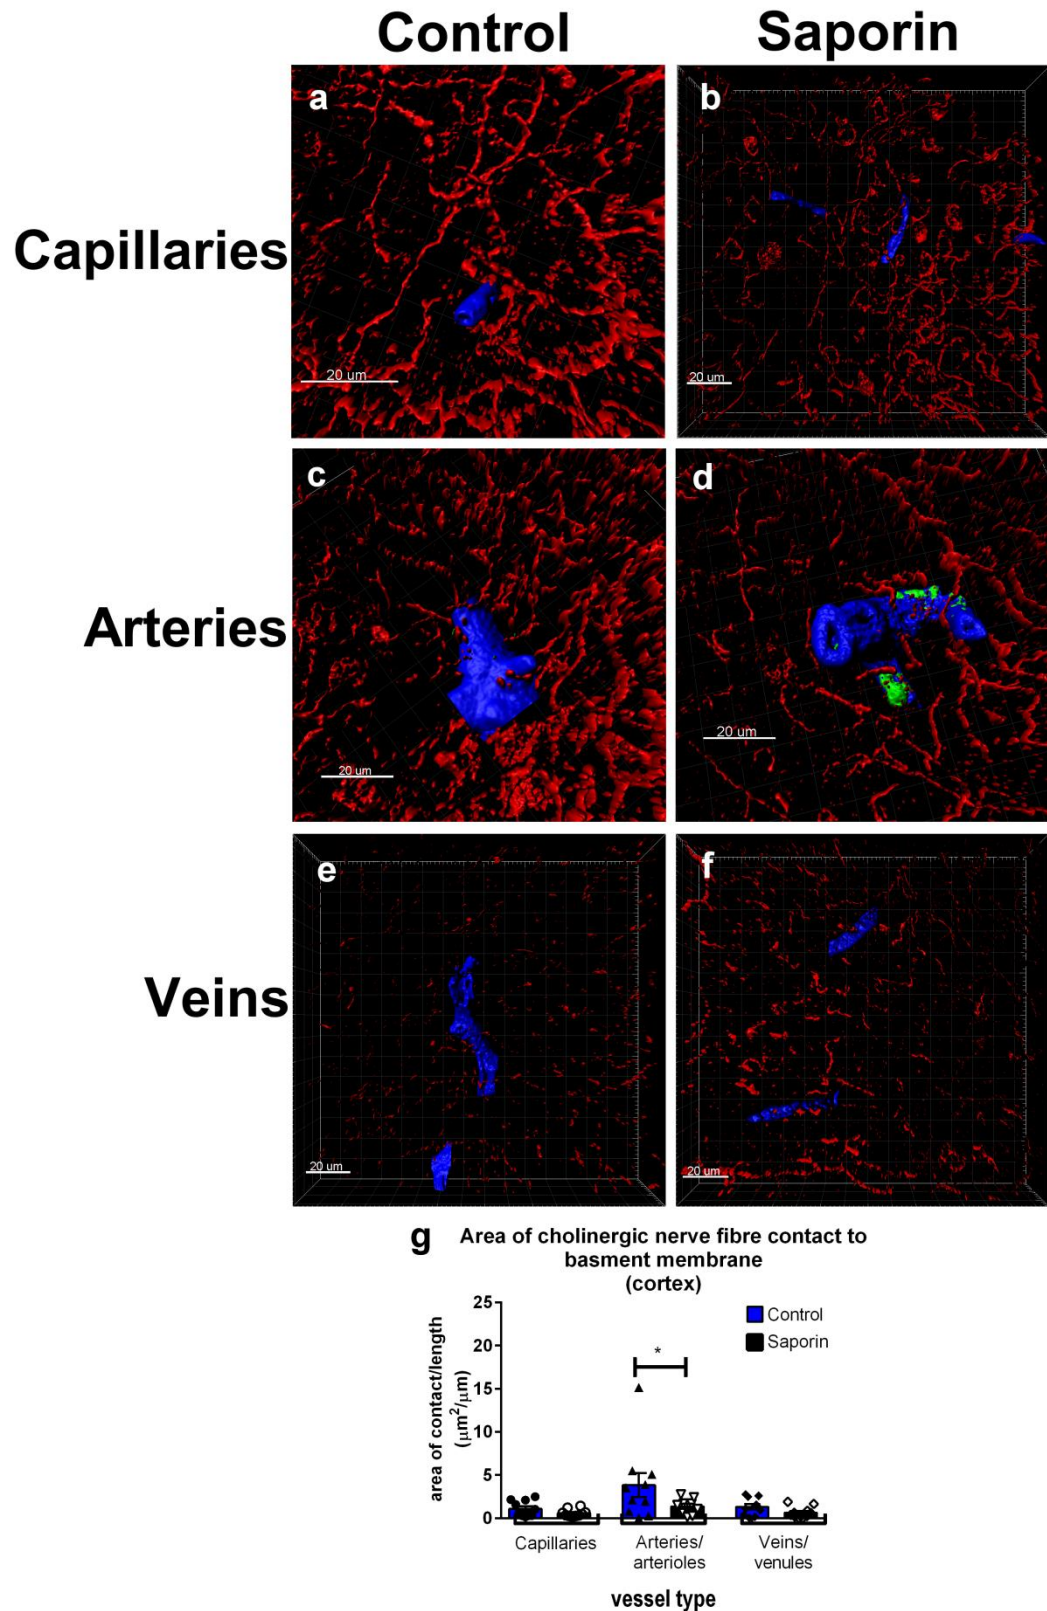 Control
Saporin
a
b
Capillaries
20 um
20 um
c
d
Arteries
20 um
20 um
e
f
Veins
20 um
20 um
g
Area of cholinergic nerve fibre contact to
basment membrane
(cortex)
area of contact/length
(µm²/µm)
25
20
15
10
5
0
Control
Saporin
*
Capillaries
Arteries/
arterioles
Veins/
venules
vessel type